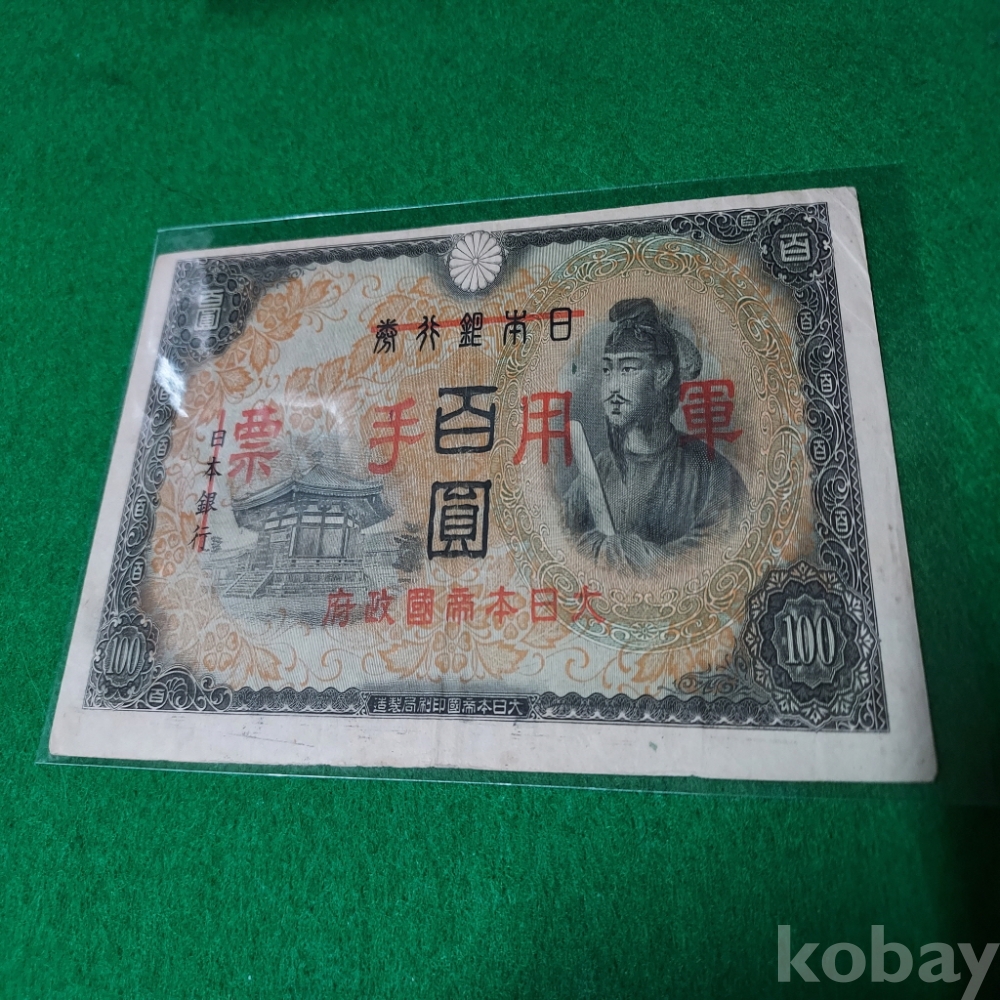 百
百圓
日本銀行券
百圓
軍用手票
日本銀行
大日本帝國政府
100
100
大日本帝國印刷局製造
kobay